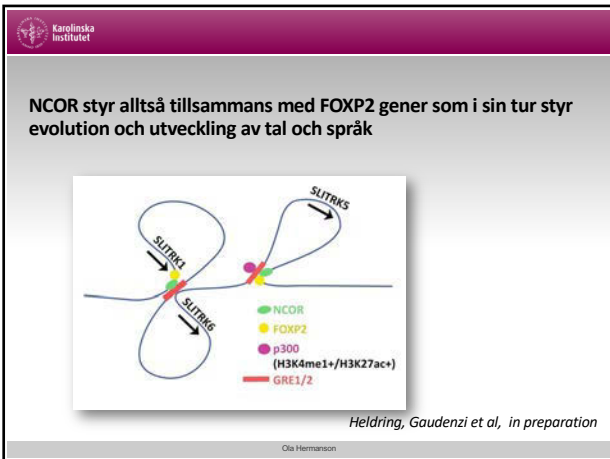 Karolinska
Institutet
NCOR styr alltså tillsammans med FOXP2 gener som i sin tur styr
evolution och utveckling av tal och språk
SLITRK1
SLITRK5
SLITRK6
NCOR
FOXP2
p300
(H3K4me1+/H3K27ac+)
GRE1/2
Heldring, Gaudenzi et al, in preparation
Ola Hermanson